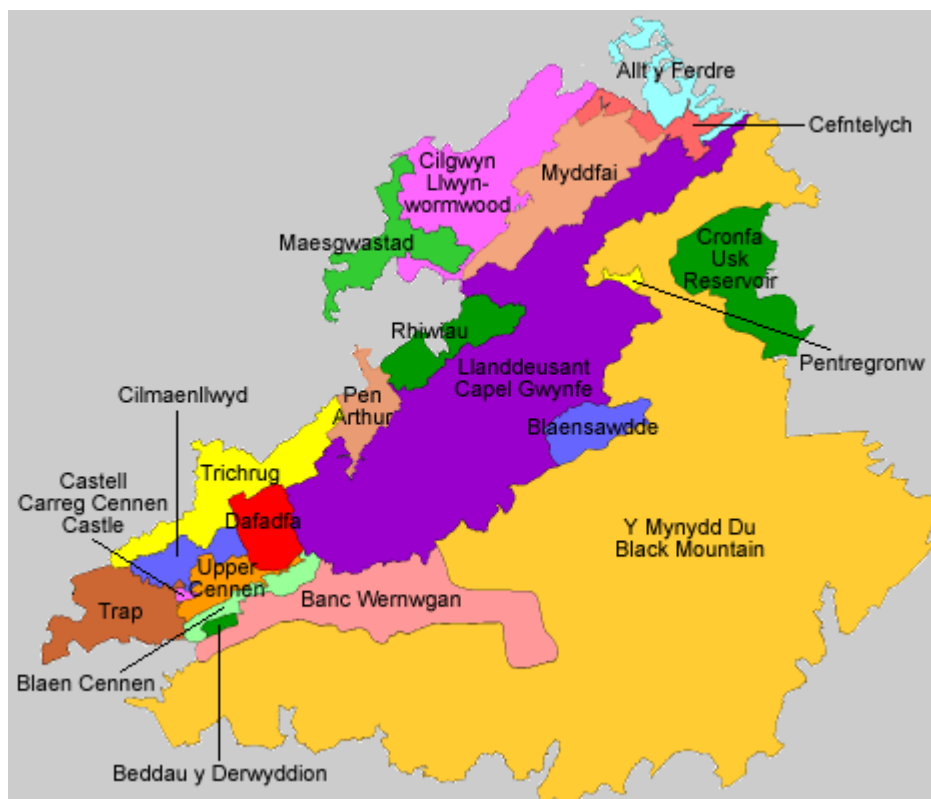 Allt y Ferdre
Cefntelych
Cilgwyn
Llwyn-
wormwood
Myddfai
Maesgwastad
Cronfa
Usk
Reservoir
Rhiwiau
Pentregronw
Llanddeusant
Capel Gwynfe
Cilmaenllwyd
Pen
Arthur
Blaensawdde
Trichrug
Castell
Carreg Cennen
Castle
Dafadfa
Y Mynydd Du
Black Mountain
Upper
Cennen
Banc Wernwgan
Trap
Blaen Cennen
Beddau y Derwyddion